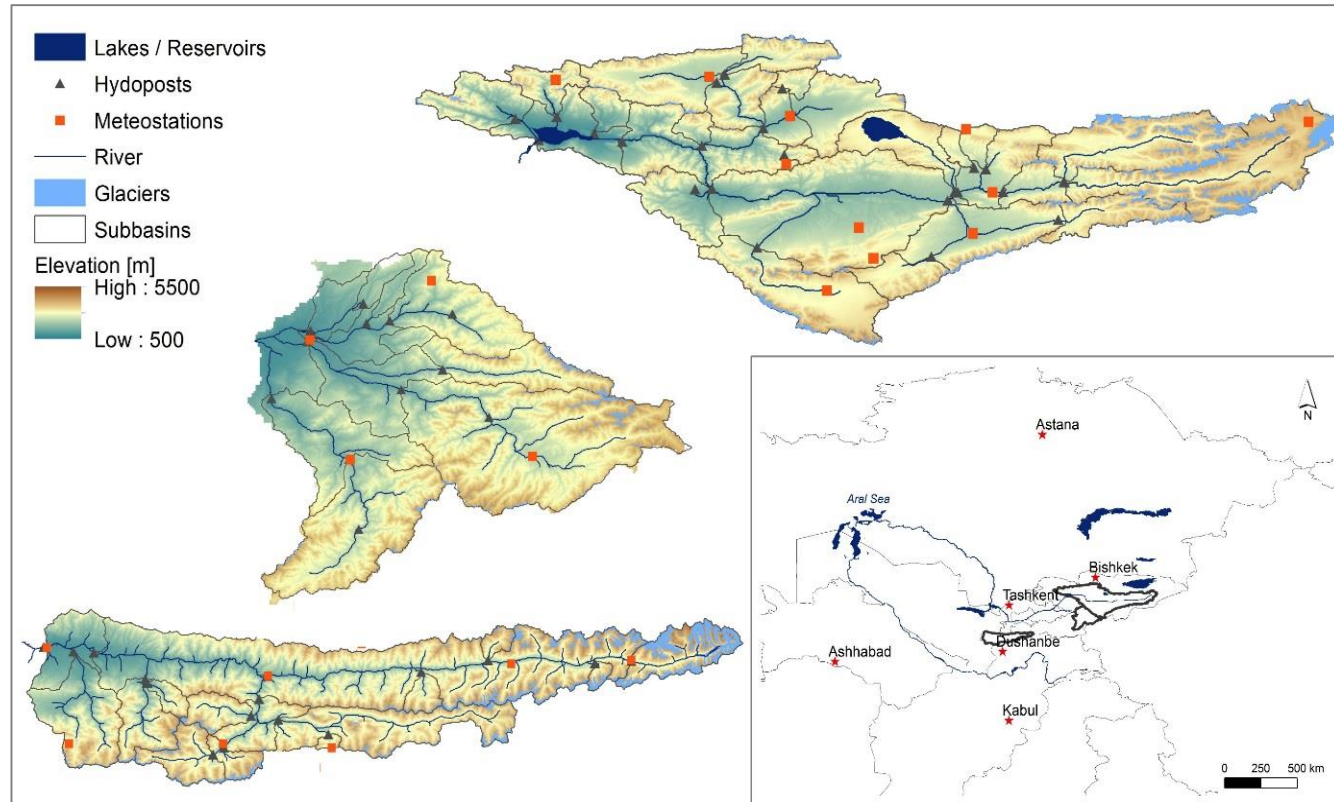 Lakes / Reservoirs
Hydoposts
Meteostations
River
Glaciers
Subbasins
Elevation [m]
High : 5500
Low : 500
N
Astana
Aral Sea
Bishkek
Tashkent
Dushanbe
Ashhabad
Kabul
0 250 500 km